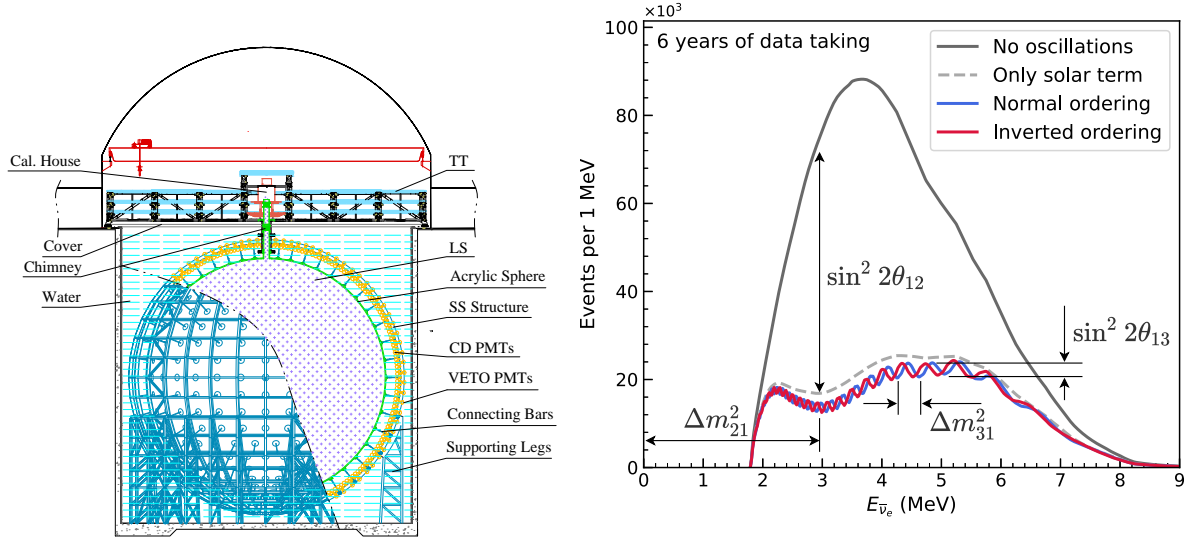 Cal. House
TT
Cover
Chimney
Water
LS
Acrylic Sphere
SS Structure
CD PMTs
VETO PMTs
Connecting Bars
Supporting Legs
×10³
100
80
60
40
20
0
6 years of data taking
No oscillations
Only solar term
Normal ordering
Inverted ordering
sin² 2θ₁₂
sin² 2θ₁₃
Δm²₂₁
Δm²₃₁
Events per 1 MeV
0 1 2 3 4 5 6 7 8 9
E_ν̄ₑ (MeV)